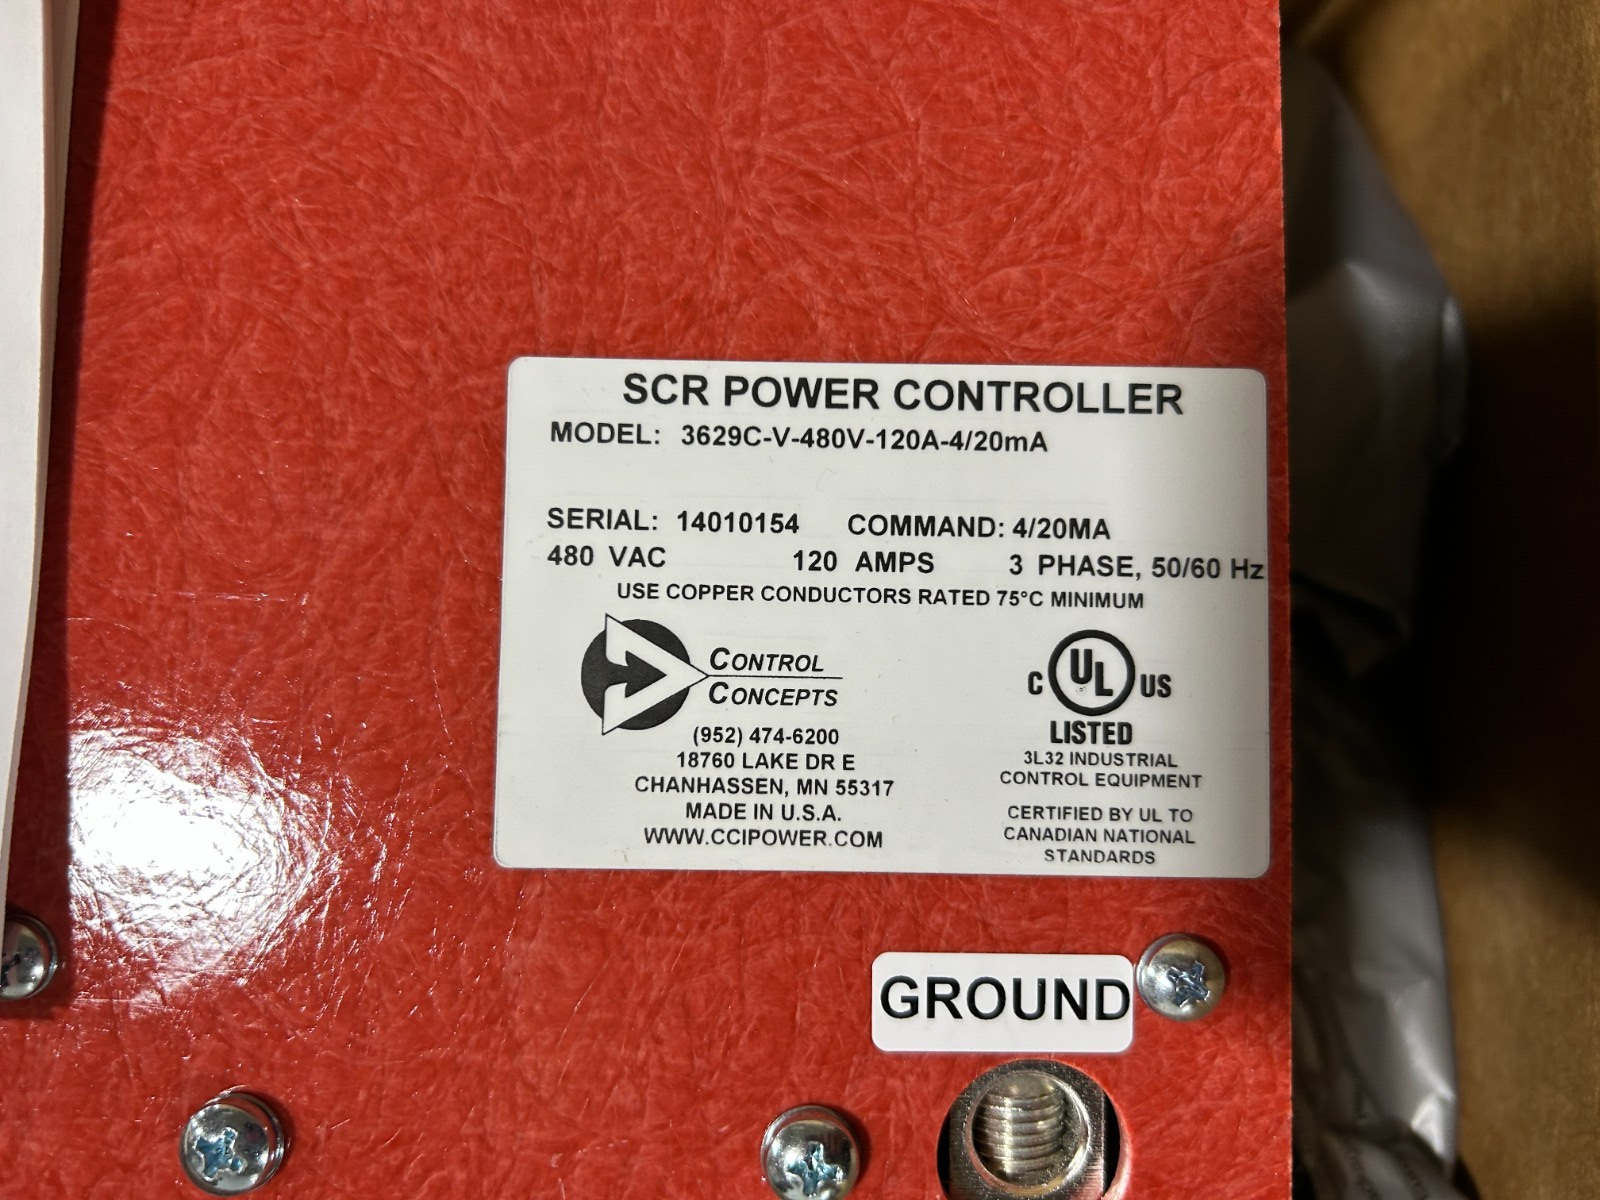 SCR POWER CONTROLLER
MODEL: 3629C-V-480V-120A-4/20mA
SERIAL: 14010154 COMMAND: 4/20MA
480 VAC 120 AMPS 3 PHASE, 50/60 Hz
USE COPPER CONDUCTORS RATED 75°C MINIMUM
CONTROL
CONCEPTS
(952) 474-6200
18760 LAKE DR E
CHANHASSEN, MN 55317
MADE IN U.S.A.
WWW.CCIPOWER.COM
C UL US
LISTED
3L32 INDUSTRIAL
CONTROL EQUIPMENT
CERTIFIED BY UL TO
CANADIAN NATIONAL
STANDARDS
GROUND